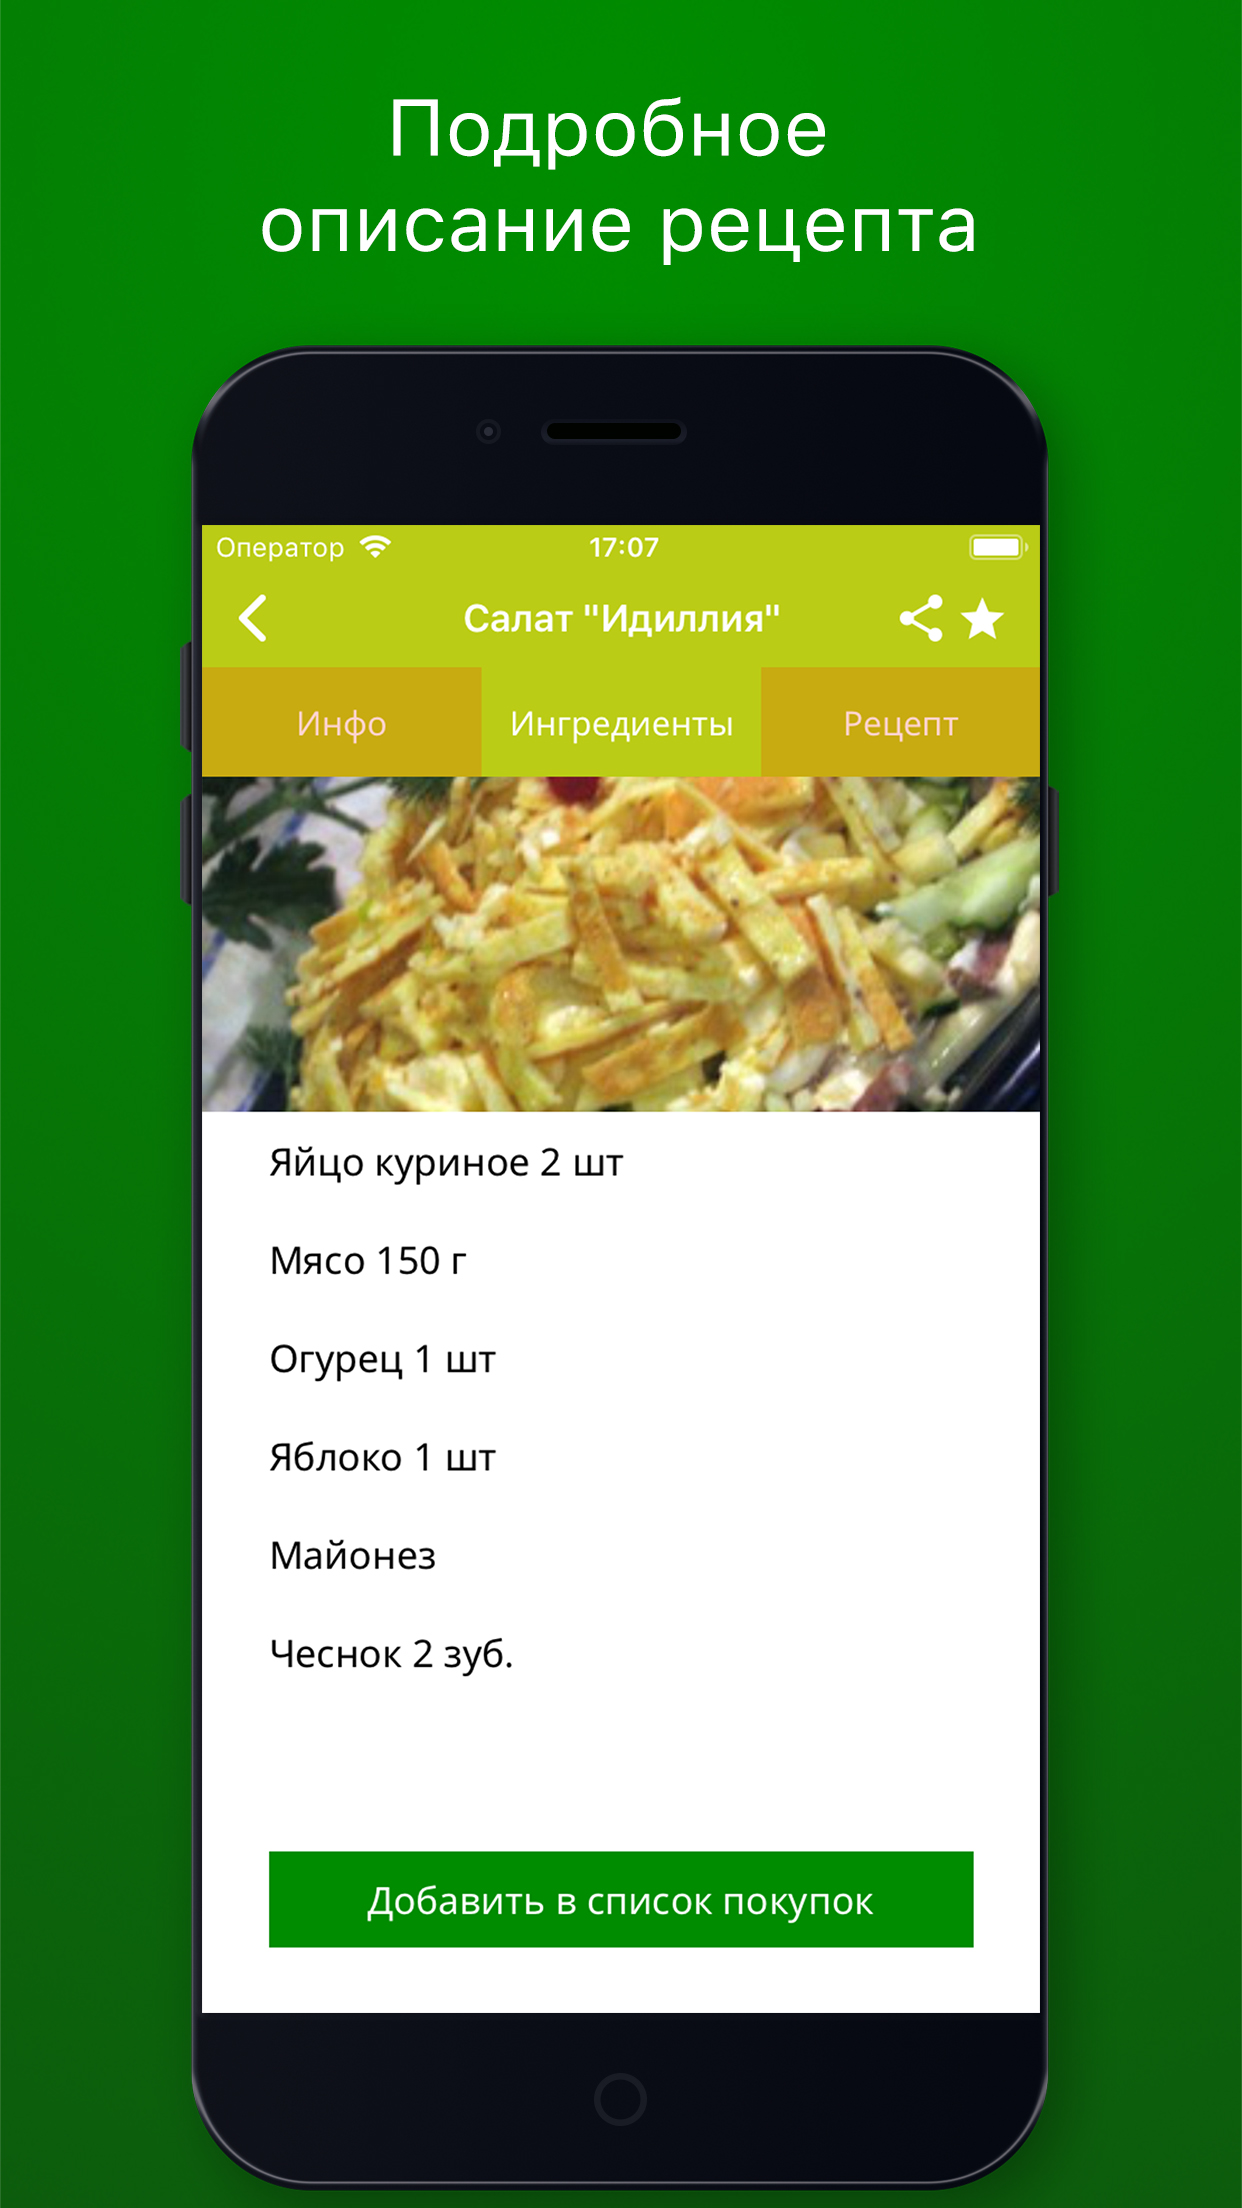 Подробное
описание рецепта
Оператор 17:07
Салат "Идиллия"
Инфо Ингредиенты Рецепт
Яйцо куриное 2 шт
Мясо 150 г
Огурец 1 шт
Яблоко 1 шт
Майонез
Чеснок 2 зуб.
Добавить в список покупок